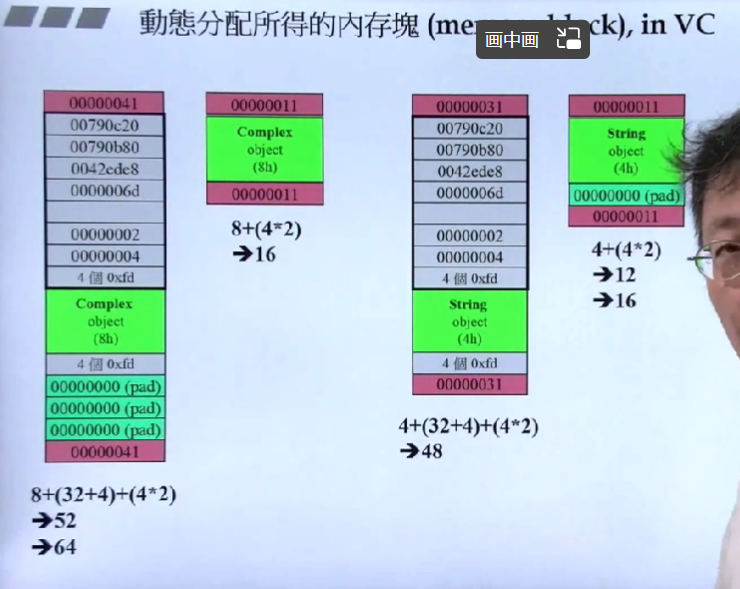 動態分配所得的內存塊 (me ck), in VC
画中画
00000041
00790c20
00790b80
0042ede8
0000006d
00000002
00000004
4 個 0xfd
Complex
object
(8h)
4 個 0xfd
00000000 (pad)
00000000 (pad)
00000000 (pad)
00000041
8+(32+4)+(4*2)
➔52
➔64
00000011
Complex
object
(8h)
00000011
8+(4*2)
➔16
00000031
00790c20
00790b80
0042ede8
0000006d
00000002
00000004
4 個 0xfd
String
object
(4h)
4 個 0xfd
00000031
4+(32+4)+(4*2)
➔48
00000011
String
object
(4h)
00000000 (pad)
00000011
4+(4*2)
➔12
➔16